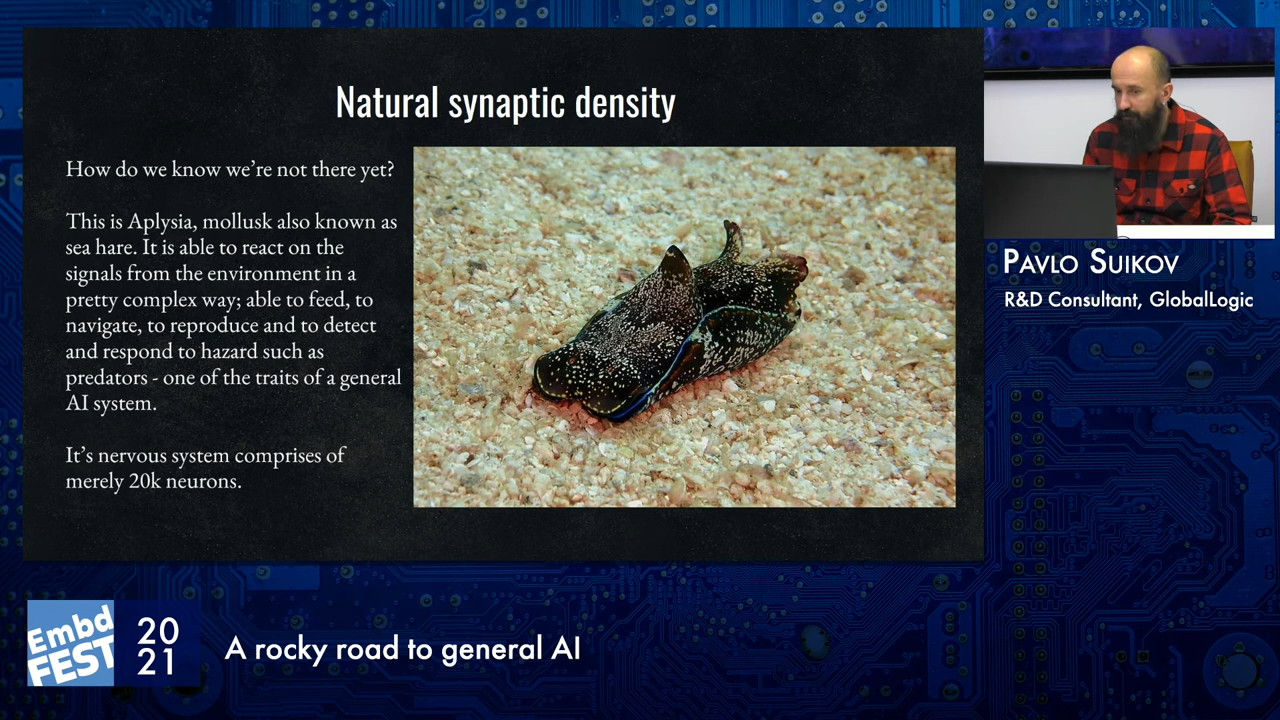 Natural synaptic density
How do we know we're not there yet?
This is Aplysia, mollusk also known as
sea hare. It is able to react on the
signals from the environment in a
pretty complex way; able to feed, to
navigate, to reproduce and to detect
and respond to hazard such as
predators - one of the traits of a general
AI system.
It's nervous system comprises of
merely 20k neurons.
PAVLO SUIKOV
R&D Consultant, GlobalLogic
Embd
FEST
20
21
A rocky road to general AI